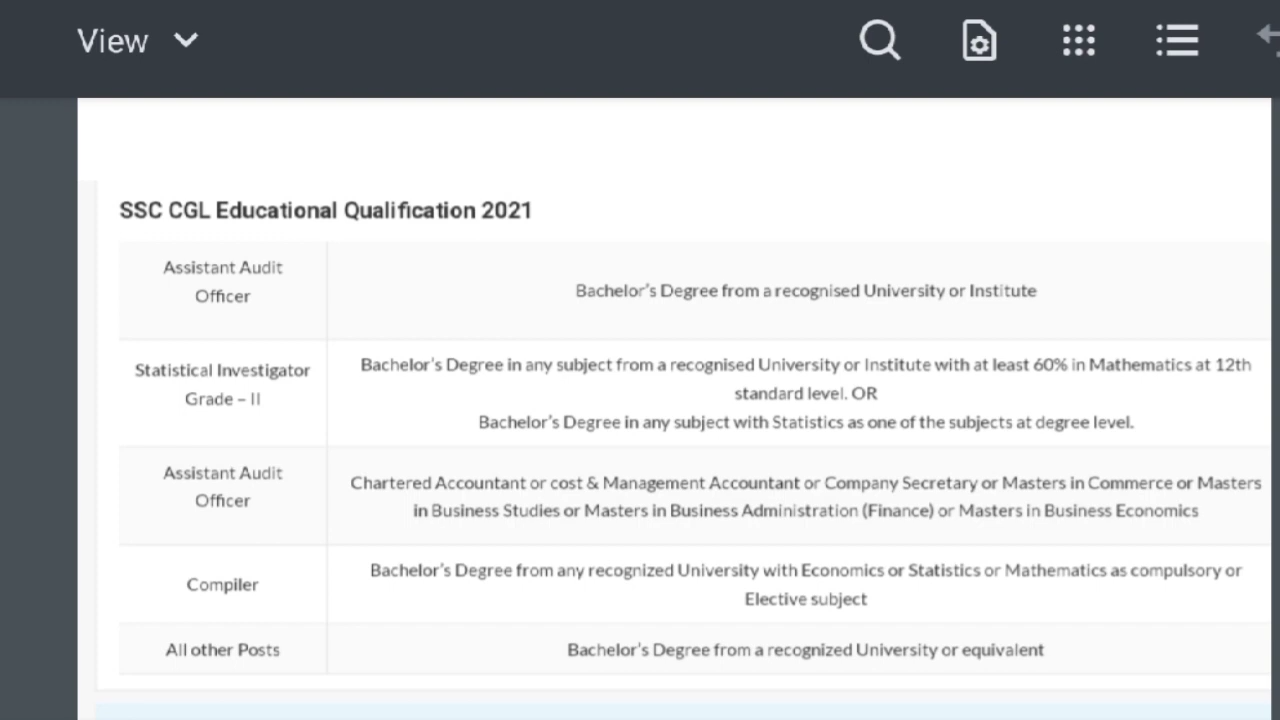 View
SSC CGL Educational Qualification 2021
Assistant Audit
Officer
Bachelor's Degree from a recognised University or Institute
Statistical Investigator
Grade – II
Bachelor's Degree in any subject from a recognised University or Institute with at least 60% in Mathematics at 12th
standard level. OR
Bachelor's Degree in any subject with Statistics as one of the subjects at degree level.
Assistant Audit
Officer
Chartered Accountant or cost & Management Accountant or Company Secretary or Masters in Commerce or Masters
in Business Studies or Masters in Business Administration (Finance) or Masters in Business Economics
Compiler
Bachelor's Degree from any recognized University with Economics or Statistics or Mathematics as compulsory or
Elective subject
All other Posts
Bachelor's Degree from a recognized University or equivalent